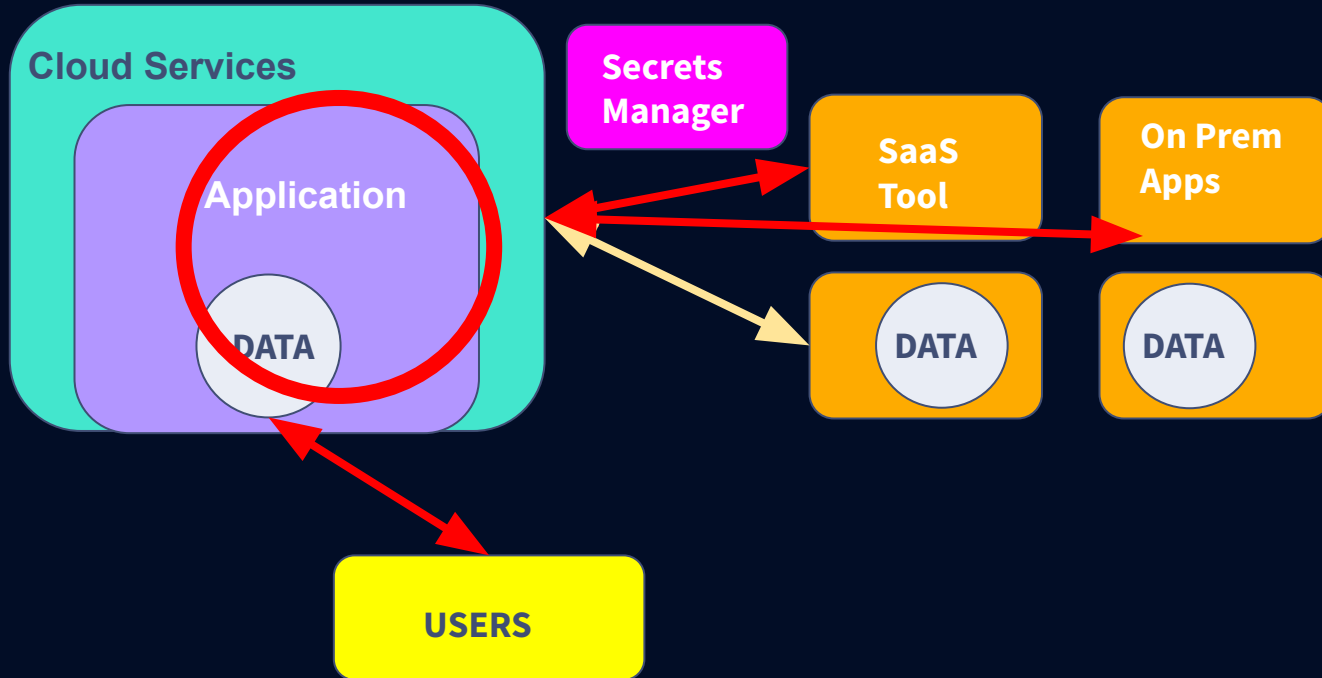 Cloud Services
Secrets
Manager
Application
SaaS
Tool
On Prem
Apps
DATA
DATA
DATA
USERS